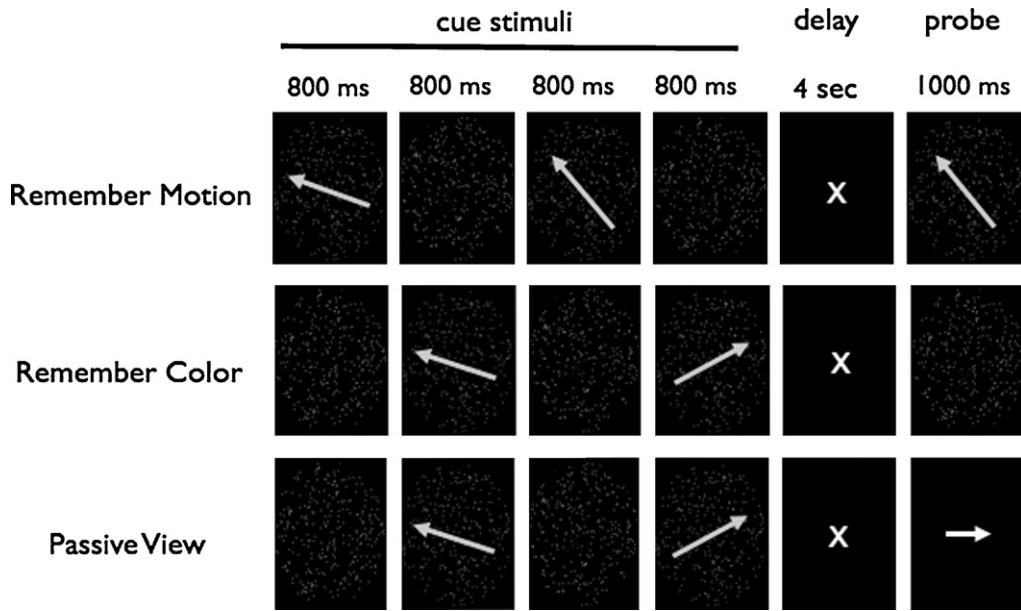 cue stimuli delay probe
800 ms 800 ms 800 ms 800 ms 4 sec 1000 ms
Remember Motion X
Remember Color X
Passive View X